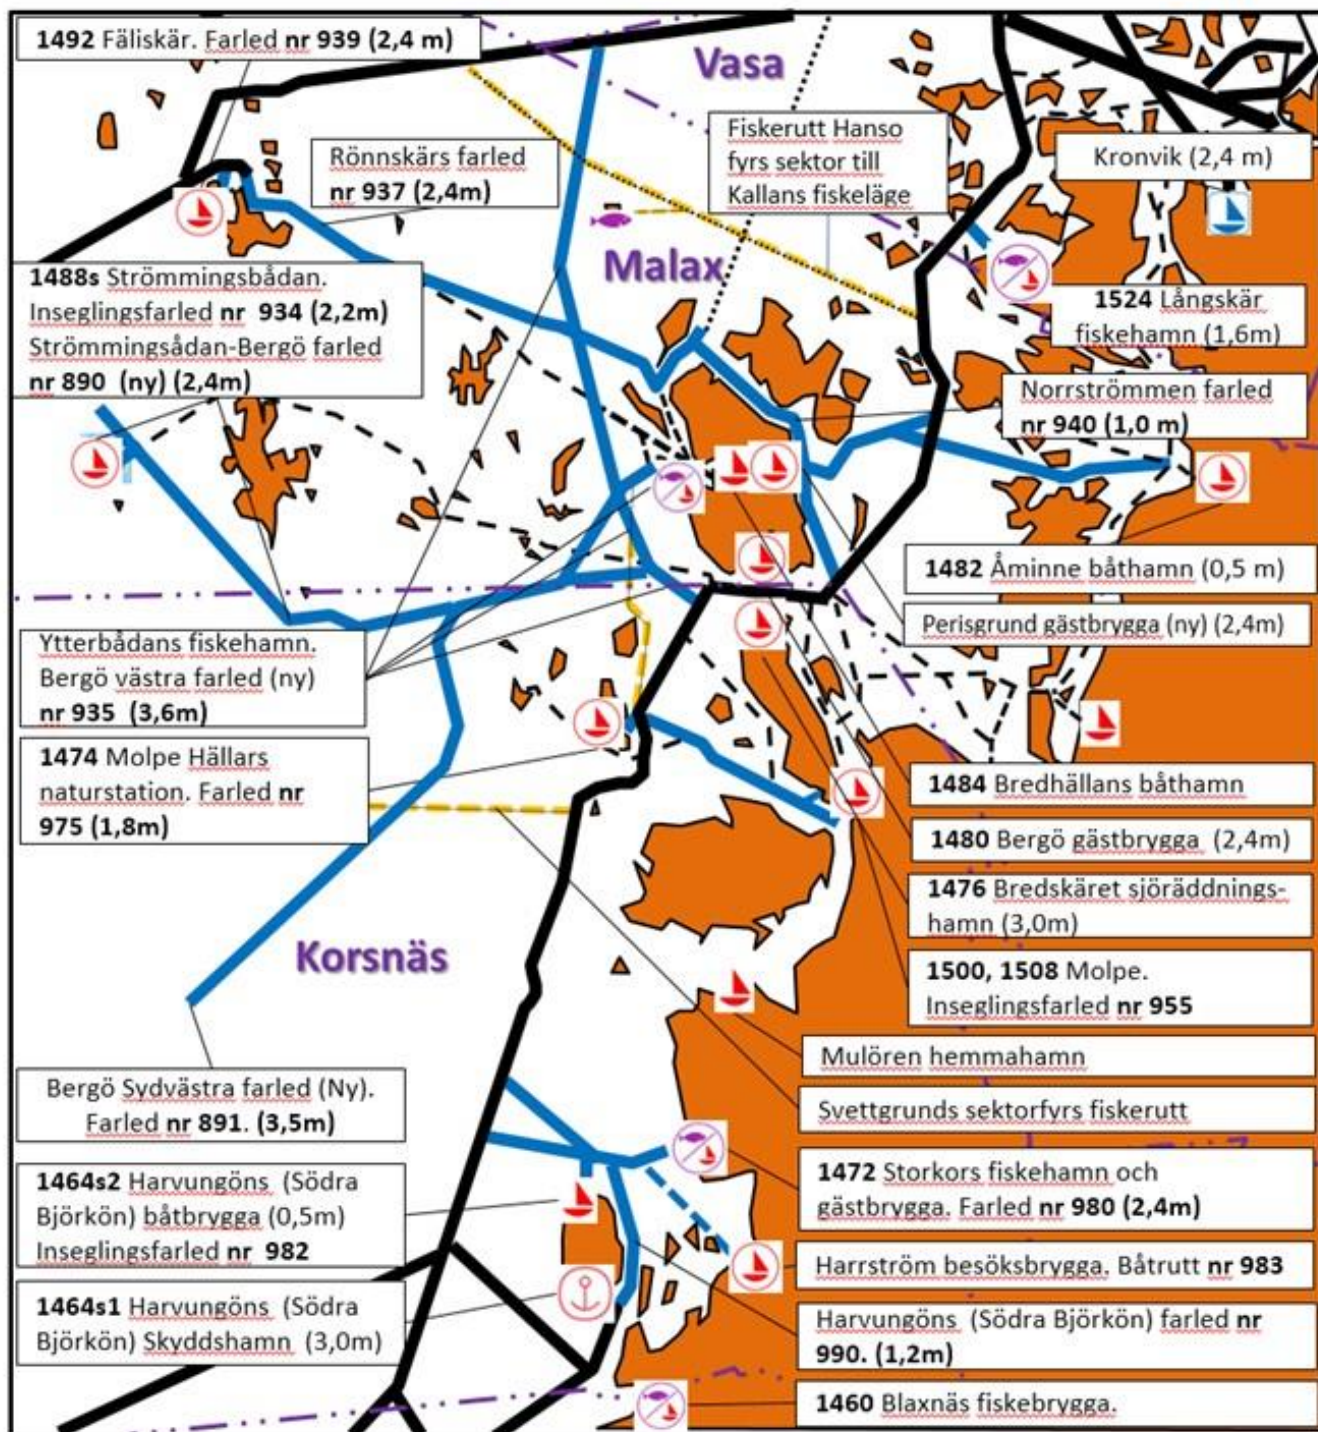 1492 Fäliskär. Farled nr 939 (2,4 m)
Vasa
Rönnskärs farled
nr 937 (2,4m)
Fiskerutt Hanso
fyrs sektor till
Kallans fiskeläge
Kronvik (2,4 m)
Malax
1488s Strömmingsbådan.
Inseglingsfarled nr 934 (2,2m)
Strömmingsådan-Bergö farled
nr 890 (ny) (2,4m)
1524 Långskär
fiskehamn (1,6m)
Norrströmmen farled
nr 940 (1,0 m)
1482 Åminne båthamn (0,5 m)
Perisgrund gästbrygga (ny) (2,4m)
Ytterbådans fiskehamn.
Bergö västra farled (ny)
nr 935 (3,6m)
1474 Molpe Hällars
naturstation. Farled nr
975 (1,8m)
1484 Bredhällans båthamn
1480 Bergö gästbrygga (2,4m)
1476 Bredskäret sjöräddnings-
hamn (3,0m)
Korsnäs
1500, 1508 Molpe.
Inseglingsfarled nr 955
Mulören hemmahamn
Svettgrunds sektorfyrs fiskerutt
Bergö Sydvästra farled (Ny).
Farled nr 891. (3,5m)
1464s2 Harvungöns (Södra
Björkön) båtbrygga (0,5m)
Inseglingsfarled nr 982
1472 Storkors fiskehamn och
gästbrygga. Farled nr 980 (2,4m)
Harrström besöksbrygga. Båtrutt nr 983
1464s1 Harvungöns (Södra
Björkön) Skyddshamn (3,0m)
Harvungöns (Södra Björkön) farled nr
990. (1,2m)
1460 Blaxnäs fiskebrygga.